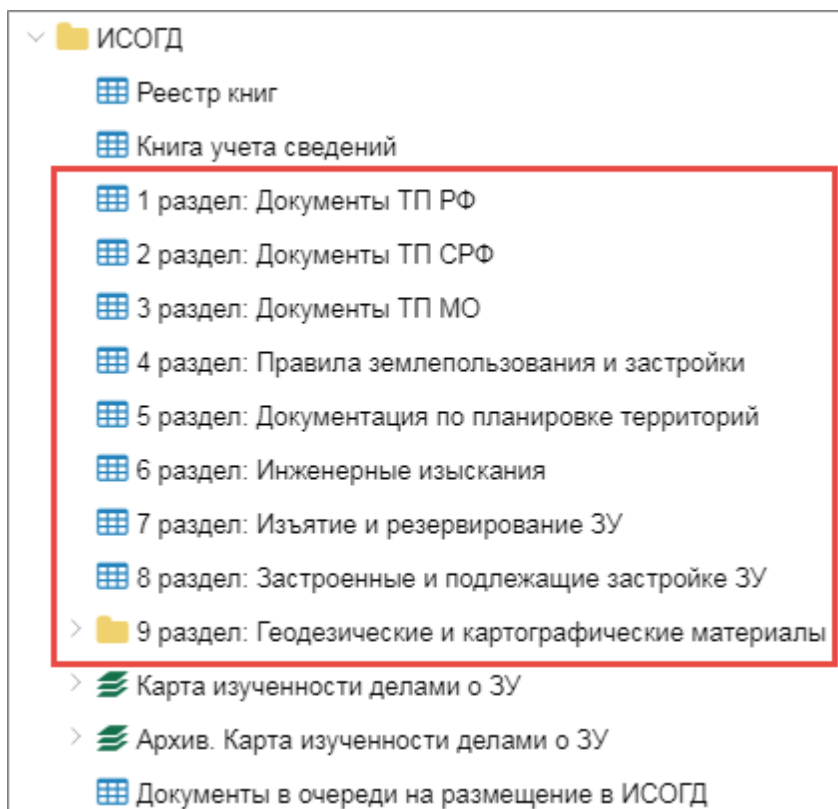 ИСОГД
Реестр книг
Книга учета сведений
1 раздел: Документы ТП РФ
2 раздел: Документы ТП СРФ
3 раздел: Документы ТП МО
4 раздел: Правила землепользования и застройки
5 раздел: Документация по планировке территорий
6 раздел: Инженерные изыскания
7 раздел: Изъятие и резервирование ЗУ
8 раздел: Застроенные и подлежащие застройке ЗУ
9 раздел: Геодезические и картографические материалы
Карта изученности делами о ЗУ
Архив. Карта изученности делами о ЗУ
Документы в очереди на размещение в ИСОГД